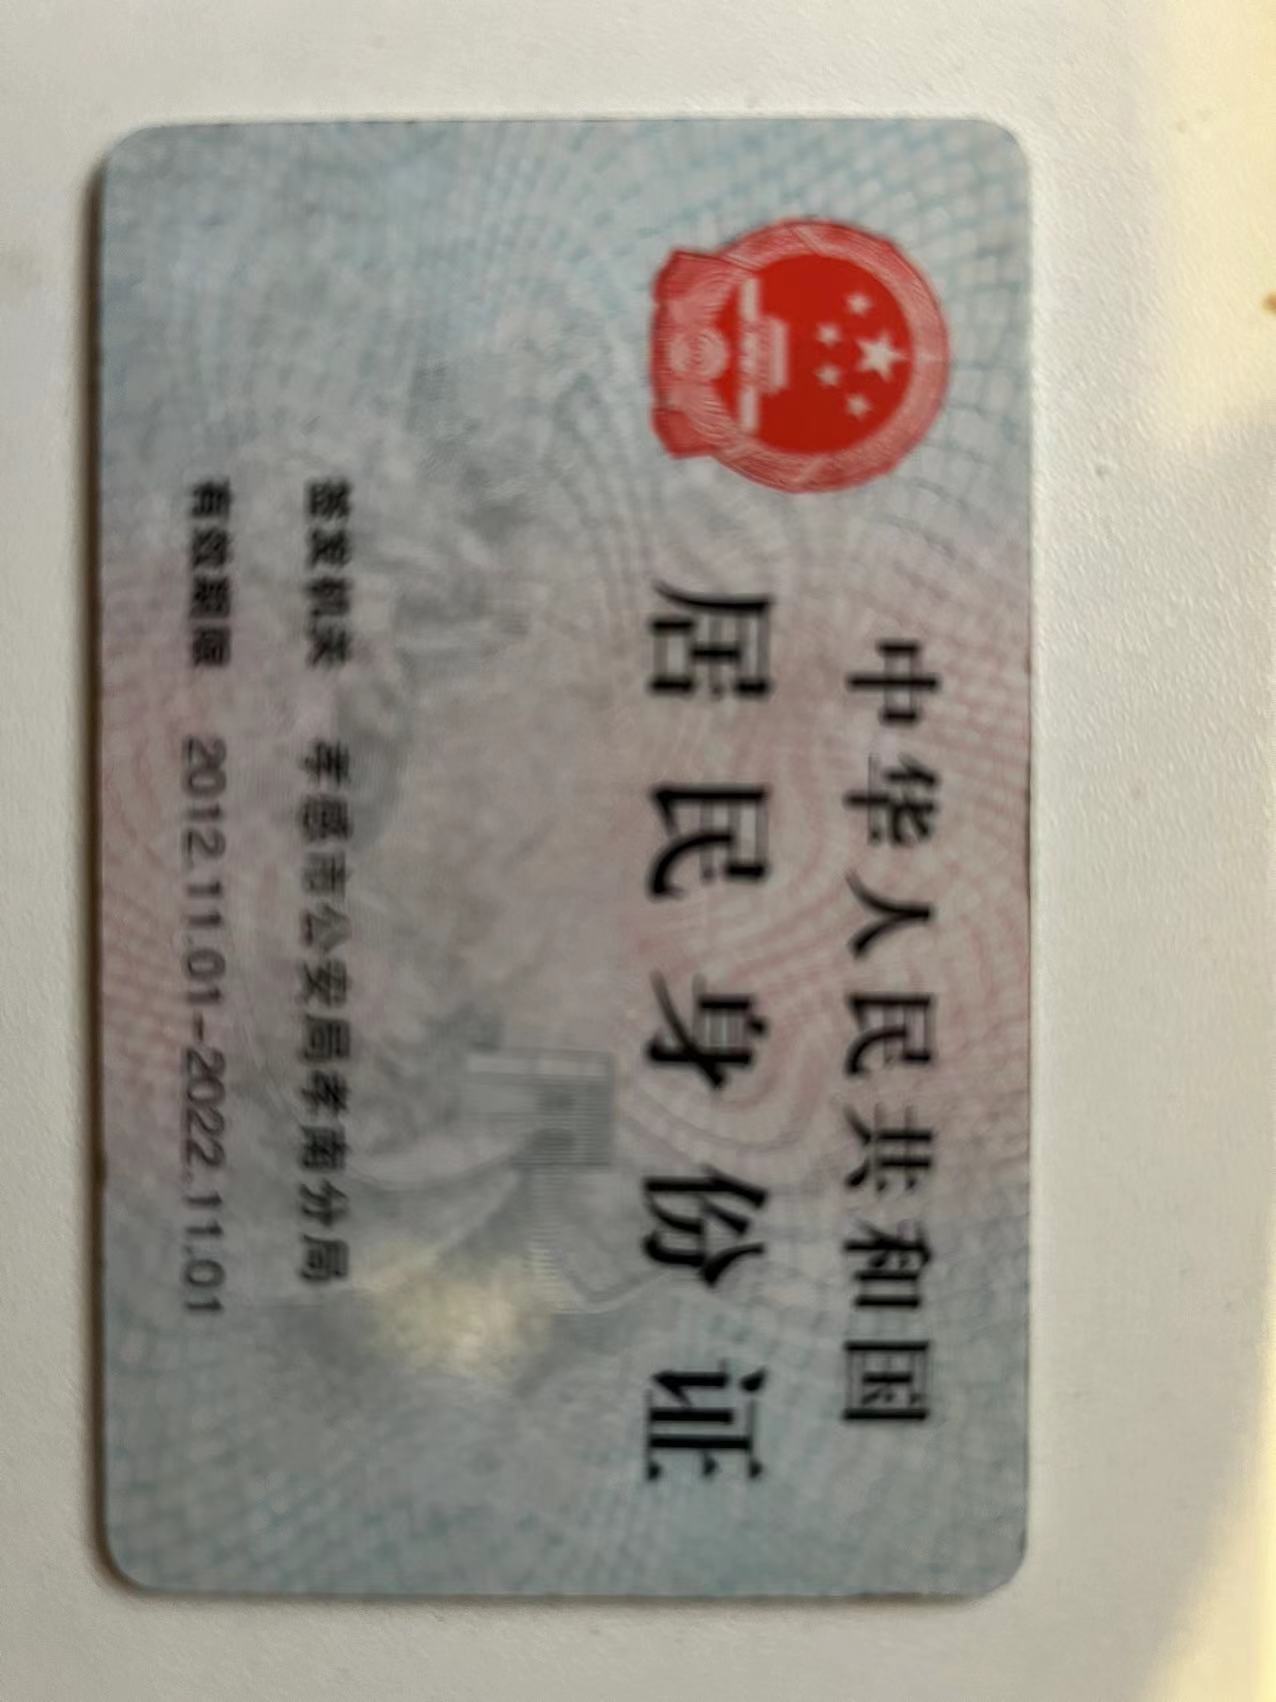 中华人民共和国
居民身份证
签发机关 孝感市公安局孝南分局
有效期限 2012.11.01-2022.11.01